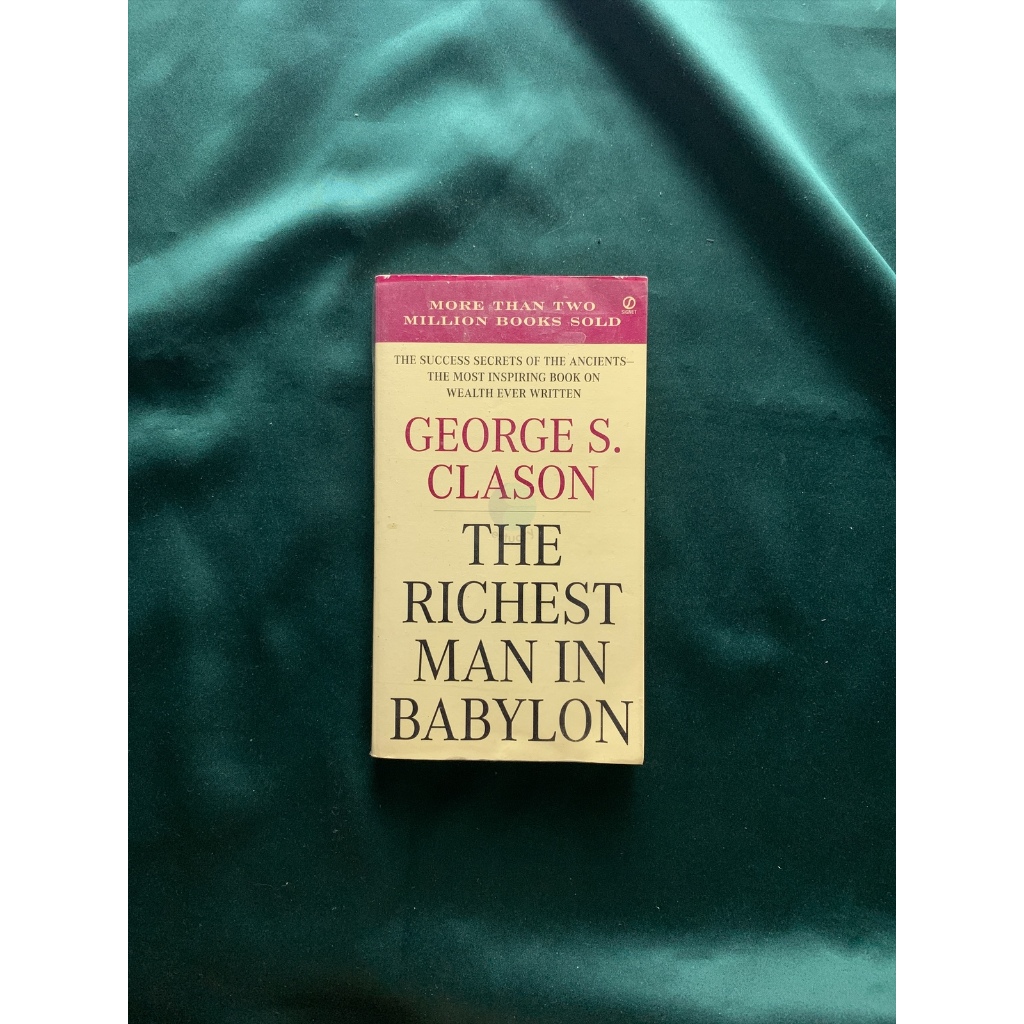 MORE THAN TWO
MILLION BOOKS SOLD
SIGNET
THE SUCCESS SECRETS OF THE ANCIENTS—
THE MOST INSPIRING BOOK ON
WEALTH EVER WRITTEN
GEORGE S.
CLASON
THE
RICHEST
MAN IN
BABYLON